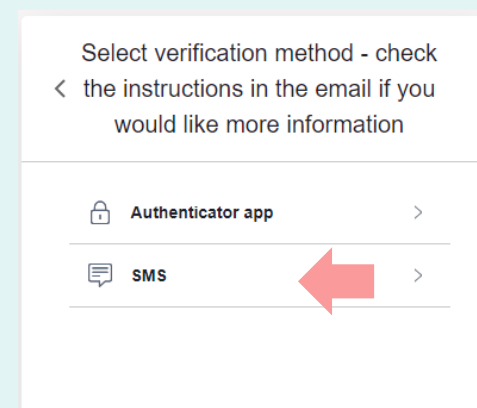 Select verification method - check
the instructions in the email if you
would like more information
Authenticator app
SMS